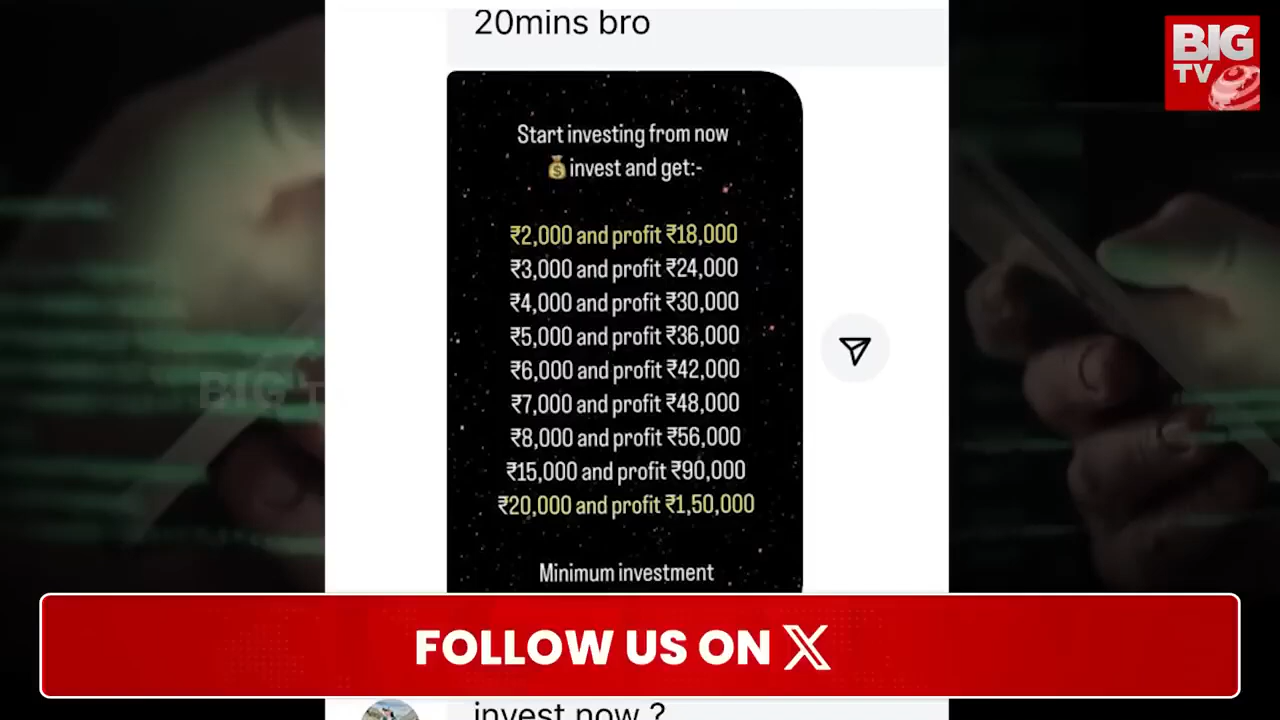 20mins bro
BIG
TV
Start investing from now
💰invest and get:-
₹2,000 and profit ₹18,000
₹3,000 and profit ₹24,000
₹4,000 and profit ₹30,000
₹5,000 and profit ₹36,000
₹6,000 and profit ₹42,000
₹7,000 and profit ₹48,000
₹8,000 and profit ₹56,000
₹15,000 and profit ₹90,000
₹20,000 and profit ₹1,50,000
BIG T
Minimum investment
FOLLOW US ON X
invest now ?